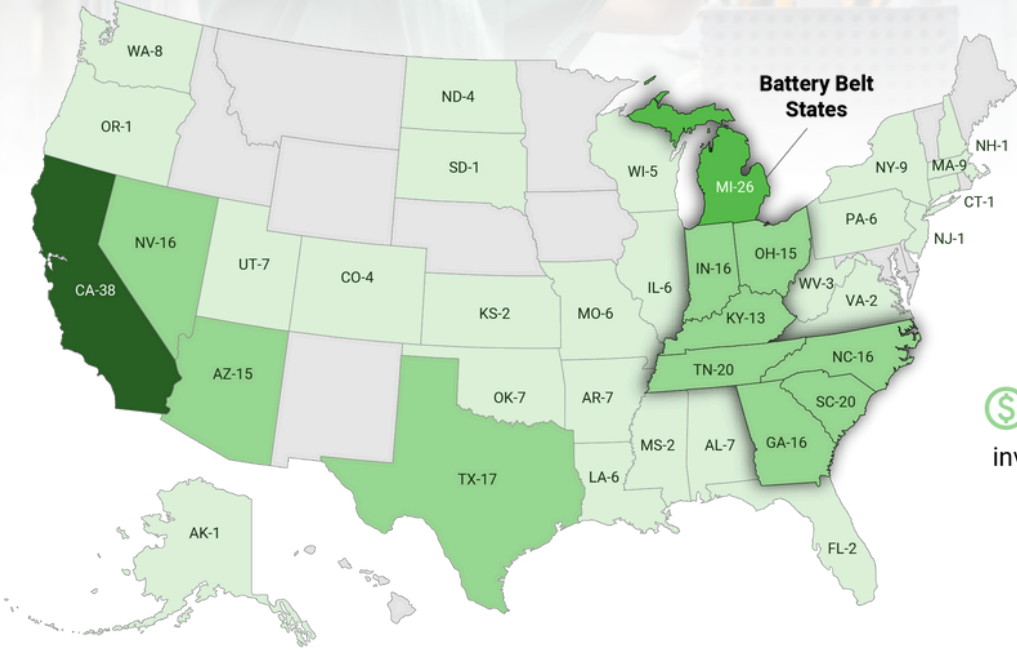 Battery Belt
States
WA-8
ND-4
OR-1
SD-1
WI-5
MI-26
NY-9
MA-9
NH-1
CT-1
PA-6
NJ-1
NV-16
UT-7
CO-4
CA-38
KS-2
MO-6
IL-6
IN-16
OH-15
WV-3
VA-2
KY-13
AZ-15
OK-7
AR-7
TN-20
NC-16
SC-20
TX-17
LA-6
MS-2
AL-7
GA-16
$
inv
AK-1
FL-2